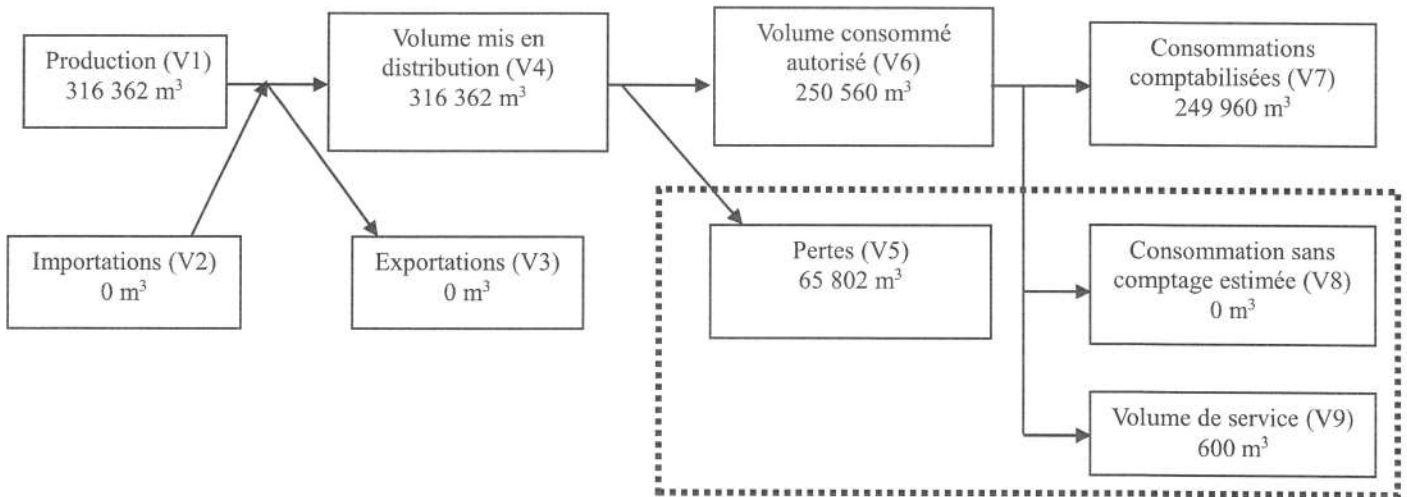 Production (V1)
316 362 m³
Volume mis en
distribution (V4)
316 362 m³
Volume consommé
autorisé (V6)
250 560 m³
Consommations
comptabilisées (V7)
249 960 m³
Importations (V2)
0 m³
Exportations (V3)
0 m³
Pertes (V5)
65 802 m³
Consommation sans
comptage estimée (V8)
0 m³
Volume de service (V9)
600 m³